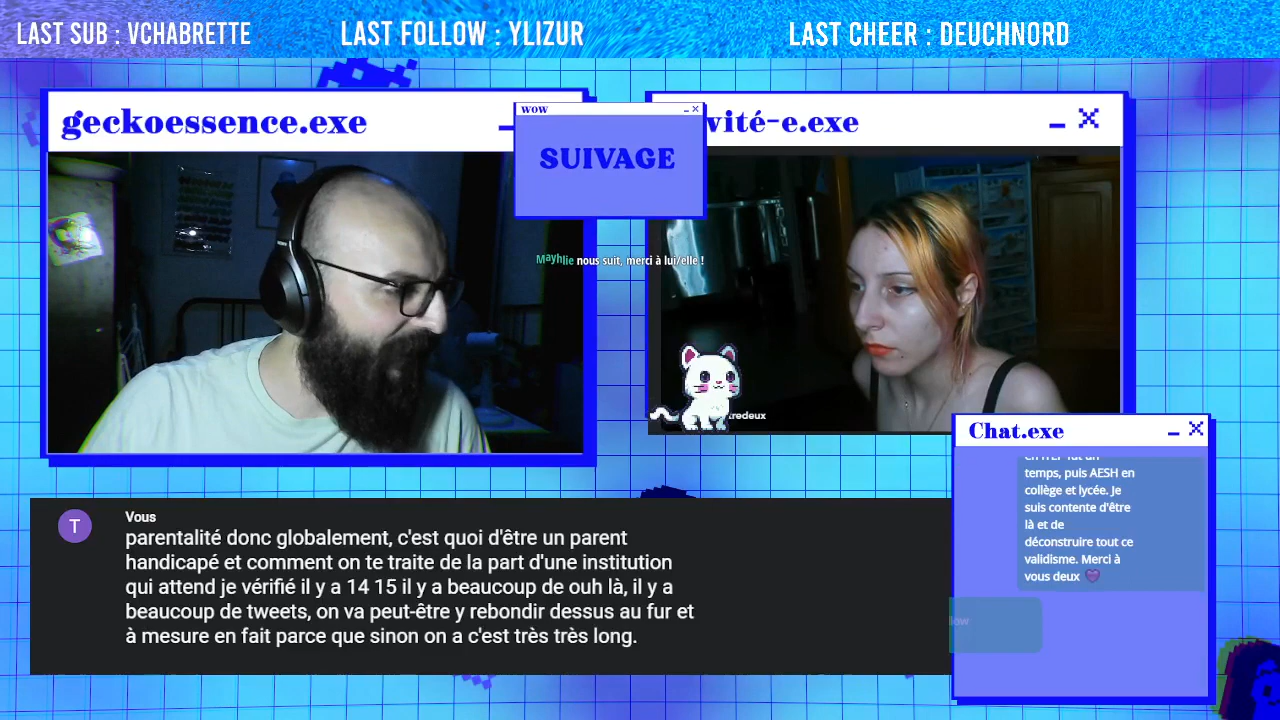 LAST SUB : VCHABRETTE
LAST FOLLOW : YLIZUR
LAST CHEER : DEUCHNORD
geckoessence.exe
wow
SUIVAGE
vité-e.exe
Mayhlie nous suit, merci à lui/elle !
redeux
Chat.exe
temps, puis AESH en
collège et lycée. Je
suis contente d'être
là et de
déconstruire tout ce
validisme. Merci à
vous deux 💜
T
Vous
parentalité donc globalement, c'est quoi d'être un parent
handicapé et comment on te traite de la part d'une institution
qui attend je vérifié il y a 14 15 il y a beaucoup de ouh là, il y a
beaucoup de tweets, on va peut-être y rebondir dessus au fur et
à mesure en fait parce que sinon on a c'est très très long.